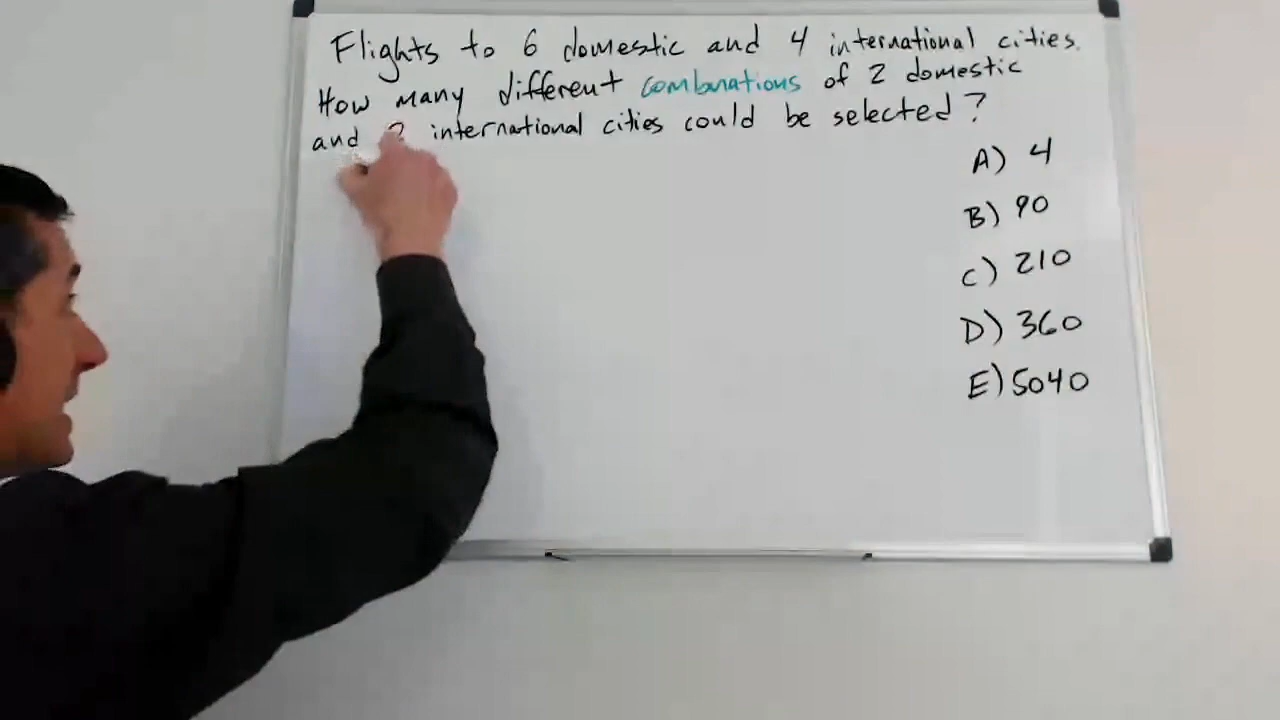 Flights to 6 domestic and 4 international cities.
How many different combinations of 2 domestic
and 2 international cities could be selected?
A) 4
B) 90
C) 210
D) 360
E) 5040